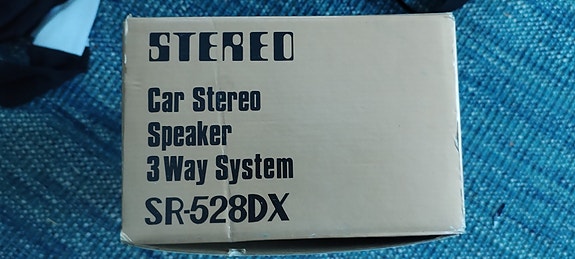 STEREO
Car Stereo
Speaker
3 Way System
SR-528DX